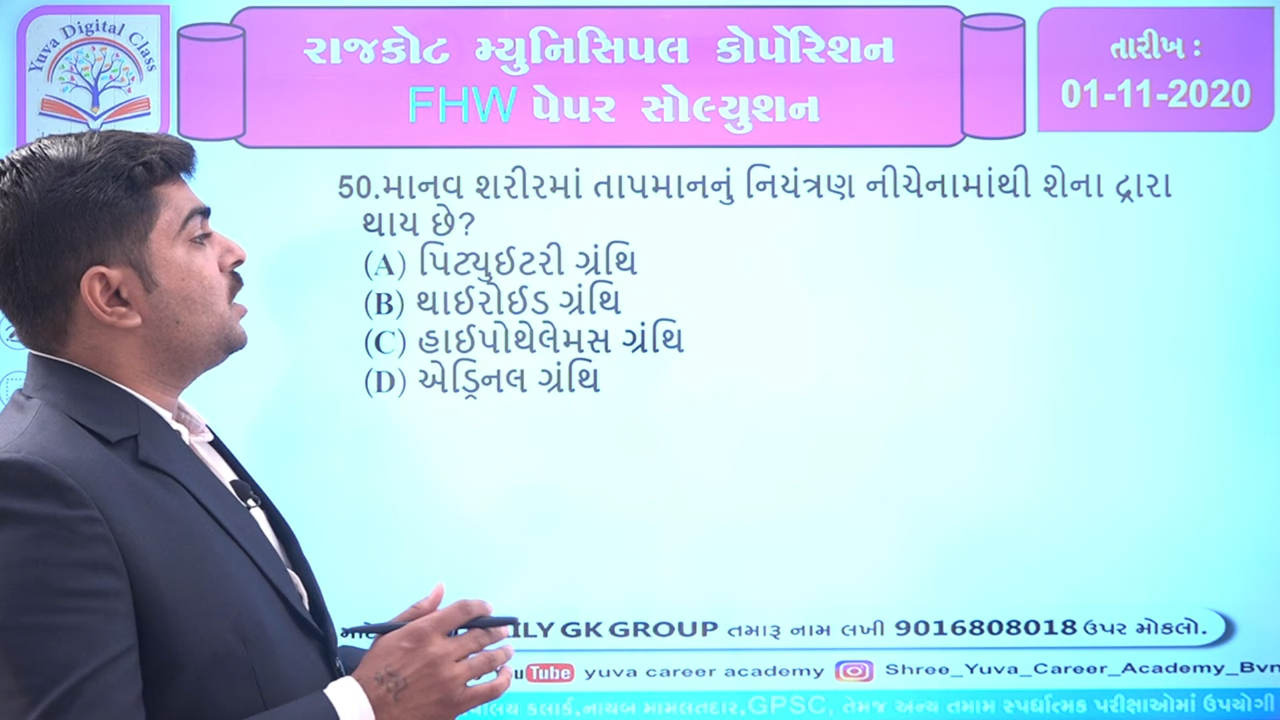 Yuva Digital Class
રાજકોટ મ્યુનિસિપલ કોર્પોરેશન
FHW પેપર સોલ્યુશન
તારીખ :
01-11-2020
50.માનવ શરીરમાં તાપમાનનું નિયંત્રણ નીચેનામાંથી શેના દ્વારા
થાય છે?
(A) પિટ્યુઈટરી ગ્રંથિ
(B) થાઈરોઈડ ગ્રંથિ
(C) હાઈપોથેલેમસ ગ્રંથિ
(D) એડ્રિનલ ગ્રંથિ
ILY GK GROUP તમારૂ નામ લખી 9016808018 ઉપર મોકલો.
uTube yuva career academy Shree_Yuva_Career_Academy_Bvn
કલાર્ક,નાયબ મામલતદાર,GPSC, તેમજ અન્ય તમામ સ્પર્ધાત્મક પરીક્ષાઓમાં ઉપયોગી